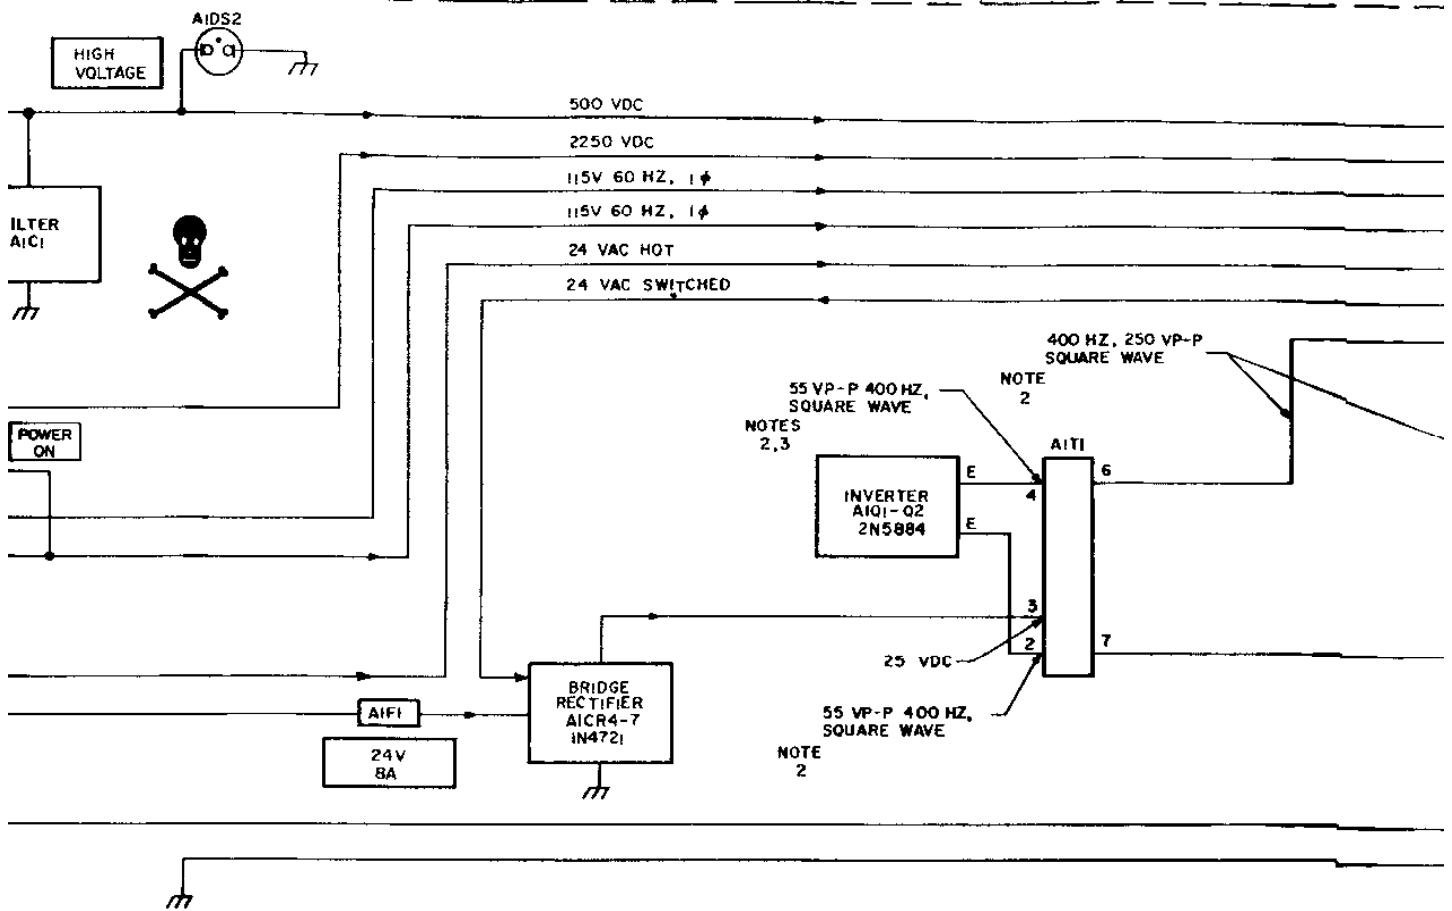 A1DS2
HIGH
VOLTAGE
500 VDC
2250 VDC
115V 60 HZ, 1ϕ
115V 60 HZ, 1ϕ
24 VAC HOT
24 VAC SWITCHED
ILTER
A1C1
400 HZ, 250 VP-P
SQUARE WAVE
NOTE
2
55 VP-P 400 HZ,
SQUARE WAVE
NOTES
2,3
POWER
ON
A1T1
INVERTER
A1Q1-Q2
2N5884
E
E
4
6
3
2
7
25 VDC
BRIDGE
RECTIFIER
A1CR4-7
1N4721
A1F1
24V
8A
55 VP-P 400 HZ,
SQUARE WAVE
NOTE
2